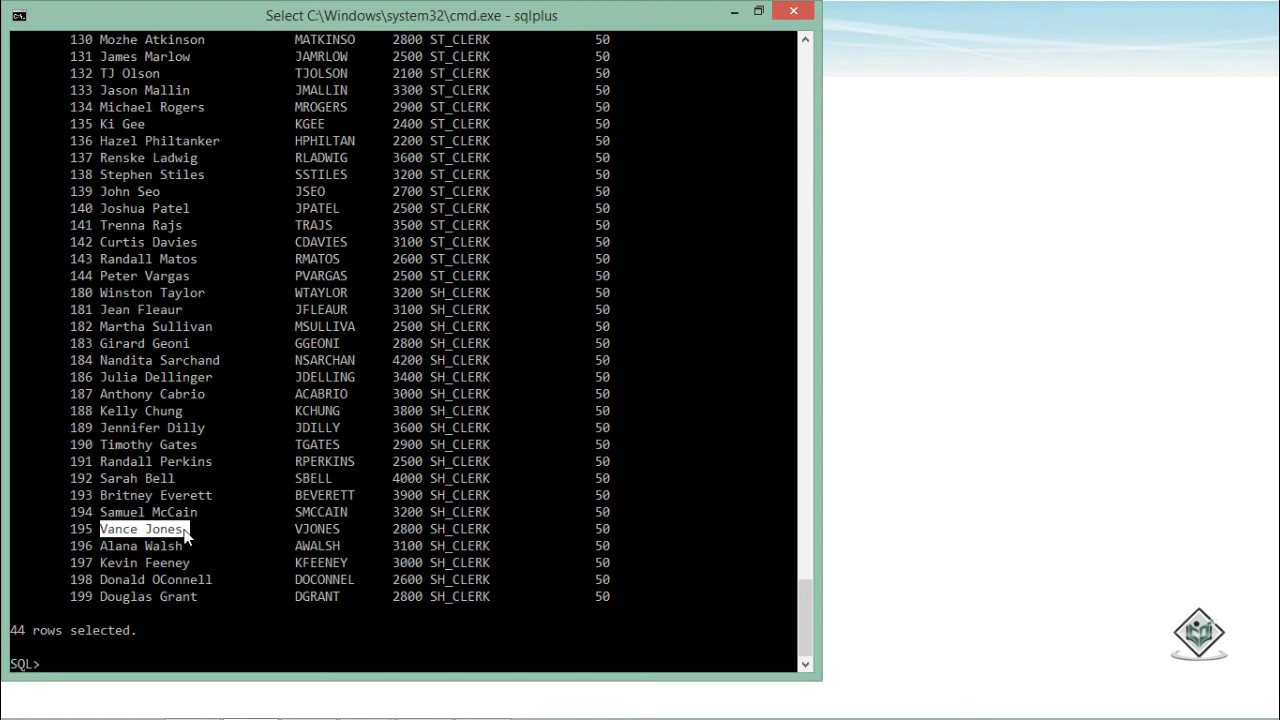 Select C:\Windows\system32\cmd.exe - sqlplus
130 Mozhe Atkinson MATKINSO 2800 ST_CLERK 50
131 James Marlow JAMRLOW 2500 ST_CLERK 50
132 TJ Olson TJOLSON 2100 ST_CLERK 50
133 Jason Mallin JMALLIN 3300 ST_CLERK 50
134 Michael Rogers MROGERS 2900 ST_CLERK 50
135 Ki Gee KGEE 2400 ST_CLERK 50
136 Hazel Philtanker HPHILTAN 2200 ST_CLERK 50
137 Renske Ladwig RLADWIG 3600 ST_CLERK 50
138 Stephen Stiles SSTILES 3200 ST_CLERK 50
139 John Seo JSEO 2700 ST_CLERK 50
140 Joshua Patel JPATEL 2500 ST_CLERK 50
141 Trenna Rajs TRAJS 3500 ST_CLERK 50
142 Curtis Davies CDAVIES 3100 ST_CLERK 50
143 Randall Matos RMATOS 2600 ST_CLERK 50
144 Peter Vargas PVARGAS 2500 ST_CLERK 50
180 Winston Taylor WTAYLOR 3200 SH_CLERK 50
181 Jean Fleaur JFLEAUR 3100 SH_CLERK 50
182 Martha Sullivan MSULLIVA 2500 SH_CLERK 50
183 Girard Geoni GGEONI 2800 SH_CLERK 50
184 Nandita Sarchand NSARCHAN 4200 SH_CLERK 50
186 Julia Dellinger JDELLING 3400 SH_CLERK 50
187 Anthony Cabrio ACABRIO 3000 SH_CLERK 50
188 Kelly Chung KCHUNG 3800 SH_CLERK 50
189 Jennifer Dilly JDILLY 3600 SH_CLERK 50
190 Timothy Gates TGATES 2900 SH_CLERK 50
191 Randall Perkins RPERKINS 2500 SH_CLERK 50
192 Sarah Bell SBELL 4000 SH_CLERK 50
193 Britney Everett BEVERETT 3900 SH_CLERK 50
194 Samuel McCain SMCCAIN 3200 SH_CLERK 50
195 Vance Jones VJONES 2800 SH_CLERK 50
196 Alana Walsh AWALSH 3100 SH_CLERK 50
197 Kevin Feeney KFEENEY 3000 SH_CLERK 50
198 Donald OConnell DOCONNEL 2600 SH_CLERK 50
199 Douglas Grant DGRANT 2800 SH_CLERK 50
44 rows selected.
SQL>